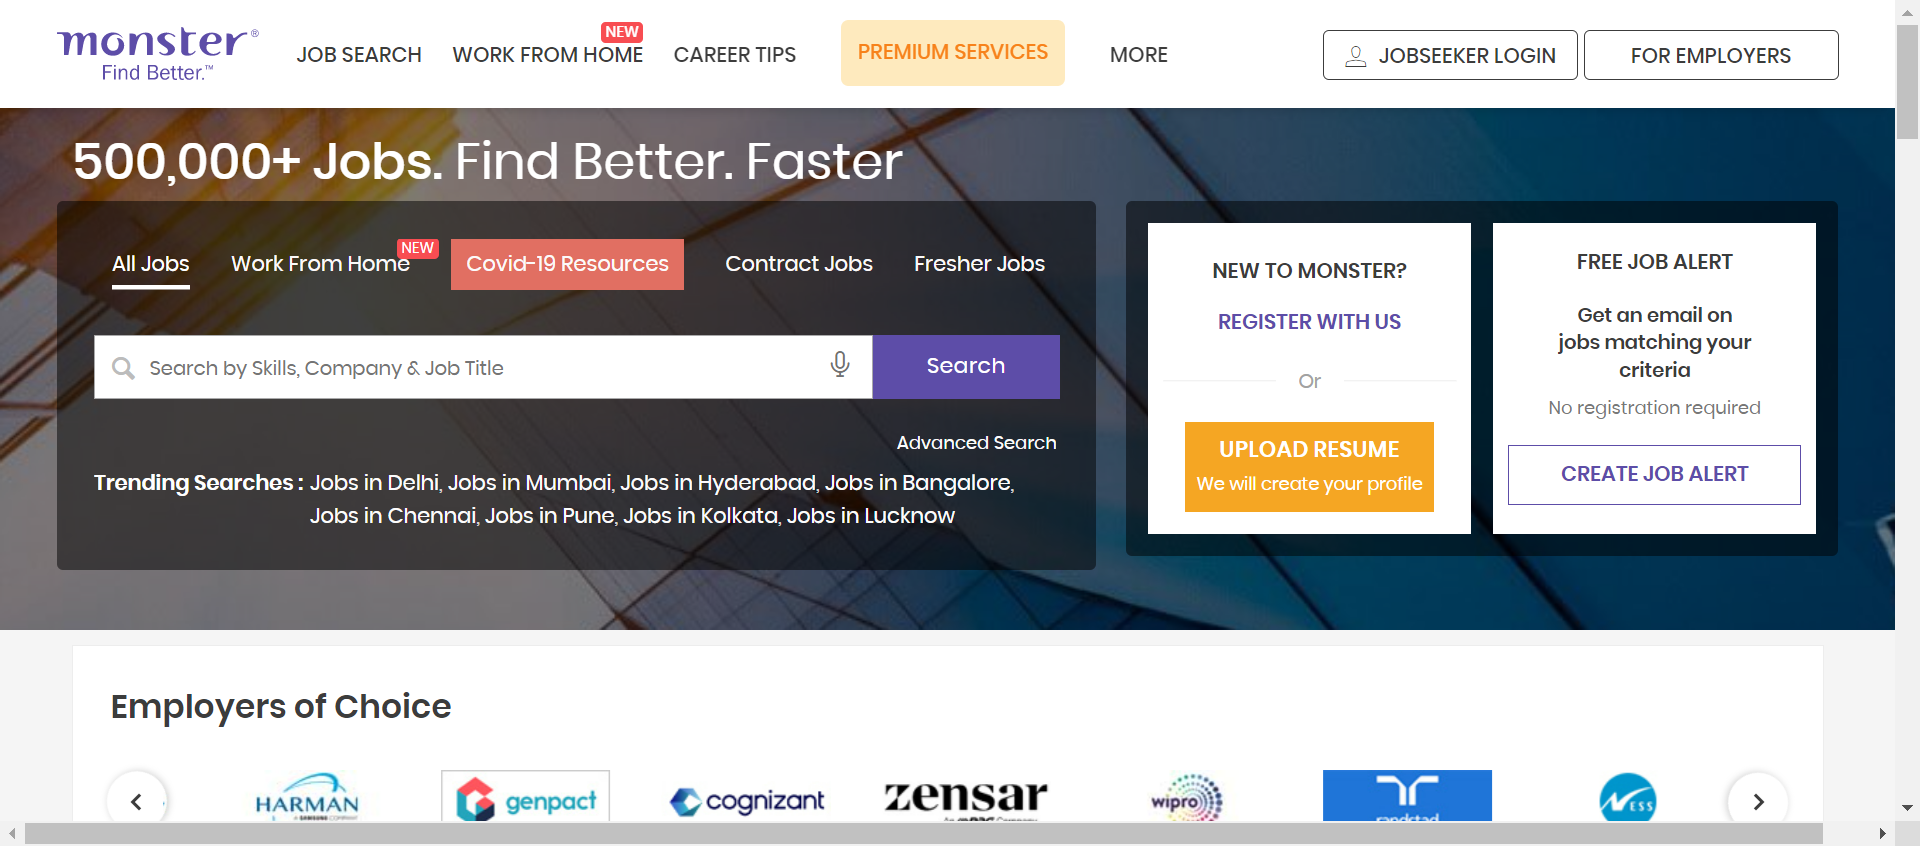 monster®
Find Better.™
JOB SEARCH
WORK FROM HOME
NEW
CAREER TIPS
PREMIUM SERVICES
MORE
JOBSEEKER LOGIN
FOR EMPLOYERS
500,000+ Jobs. Find Better. Faster
All Jobs
Work From Home
NEW
Covid-19 Resources
Contract Jobs
Fresher Jobs
Search by Skills, Company & Job Title
Search
Advanced Search
Trending Searches : Jobs in Delhi, Jobs in Mumbai, Jobs in Hyderabad, Jobs in Bangalore,
Jobs in Chennai, Jobs in Pune, Jobs in Kolkata, Jobs in Lucknow
NEW TO MONSTER?
REGISTER WITH US
Or
UPLOAD RESUME
We will create your profile
FREE JOB ALERT
Get an email on
jobs matching your
criteria
No registration required
CREATE JOB ALERT
Employers of Choice
HARMAN
A SAMSUNG COMPANY
genpact
cognizant
zensar
An RPG Company
wipro
randstad
NESS